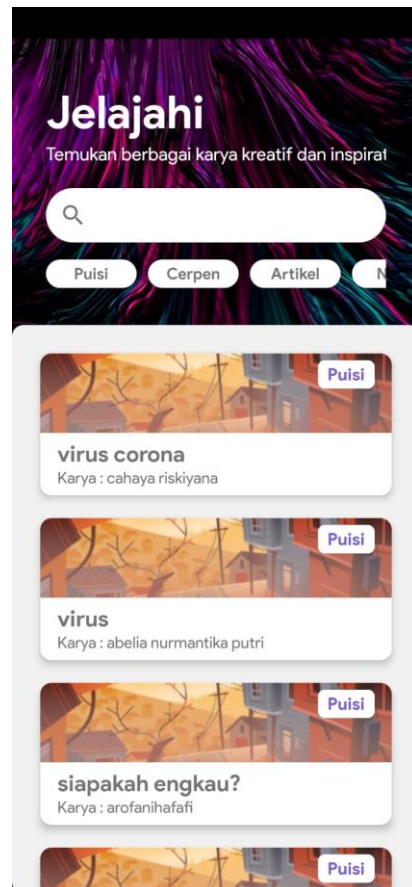 Jelajahi
Temukan berbagai karya kreatif dan inspirat
Puisi Cerpen Artikel N
Puisi
virus corona
Karya : cahaya riskiyana
Puisi
virus
Karya : abelia nurmantika putri
Puisi
siapakah engkau?
Karya : arofanihafafi
Puisi